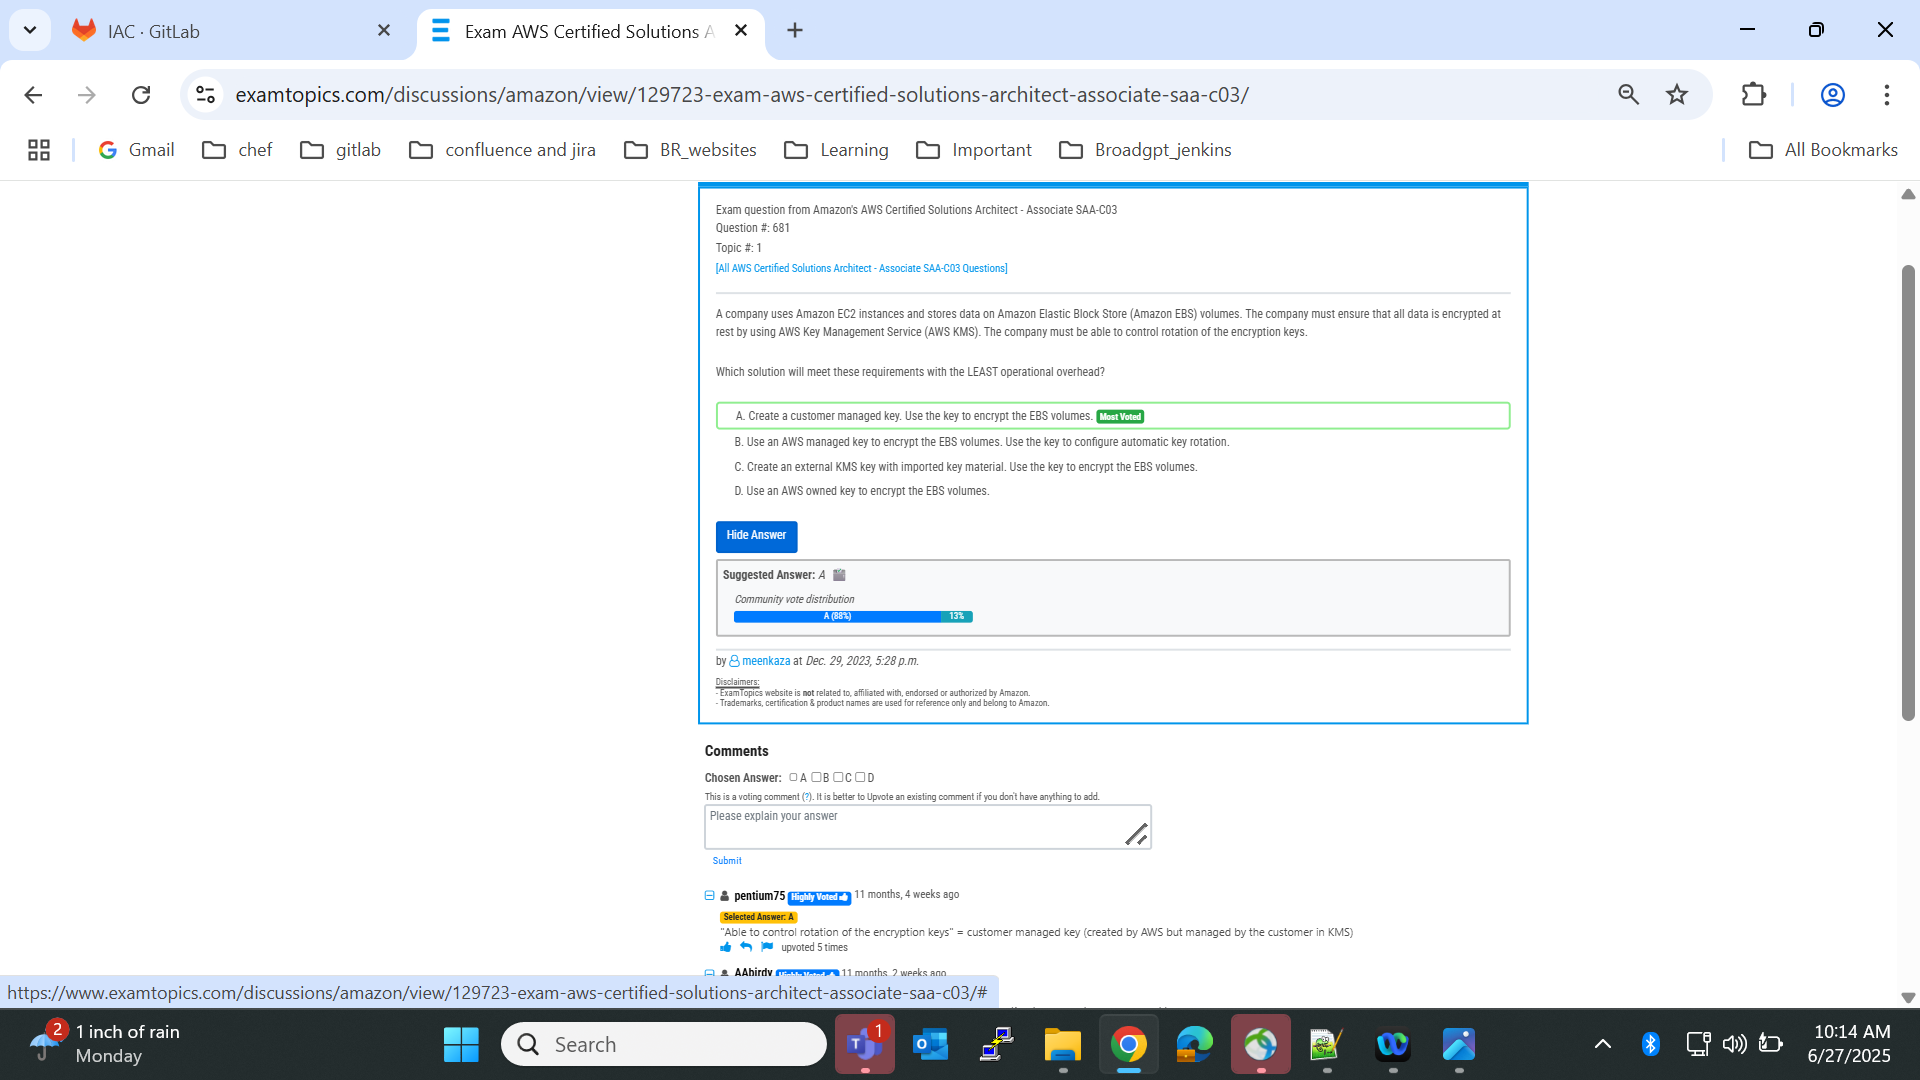 IAC · GitLab
Exam AWS Certified Solutions A
examtopics.com/discussions/amazon/view/129723-exam-aws-certified-solutions-architect-associate-saa-c03/
Gmail
chef
gitlab
confluence and jira
BR_websites
Learning
Important
Broadgpt_jenkins
All Bookmarks
Exam question from Amazon's AWS Certified Solutions Architect - Associate SAA-C03
Question #: 681
Topic #: 1
[All AWS Certified Solutions Architect - Associate SAA-C03 Questions]
A company uses Amazon EC2 instances and stores data on Amazon Elastic Block Store (Amazon EBS) volumes. The company must ensure that all data is encrypted at
rest by using AWS Key Management Service (AWS KMS). The company must be able to control rotation of the encryption keys.
Which solution will meet these requirements with the LEAST operational overhead?
A. Create a customer managed key. Use the key to encrypt the EBS volumes. Most Voted
B. Use an AWS managed key to encrypt the EBS volumes. Use the key to configure automatic key rotation.
C. Create an external KMS key with imported key material. Use the key to encrypt the EBS volumes.
D. Use an AWS owned key to encrypt the EBS volumes.
Hide Answer
Suggested Answer: A
Community vote distribution
A (88%) 13%
by meenkaza at Dec. 29, 2023, 5:28 p.m.
Disclaimers:
- ExamTopics website is not related to, affiliated with, endorsed or authorized by Amazon.
- Trademarks, certification & product names are used for reference only and belong to Amazon.
Comments
Chosen Answer: A B C D
This is a voting comment (?). It is better to Upvote an existing comment if you don't have anything to add.
Please explain your answer
Submit
pentium75 Highly Voted 11 months, 4 weeks ago
Selected Answer: A
"Able to control rotation of the encryption keys" = customer managed key (created by AWS but managed by the customer in KMS)
upvoted 5 times
AAbirdy Highly Voted 11 months, 2 weeks ago
https://www.examtopics.com/discussions/amazon/view/129723-exam-aws-certified-solutions-architect-associate-saa-c03/#
2
1 inch of rain
Monday
Search
1
10:14 AM
6/27/2025